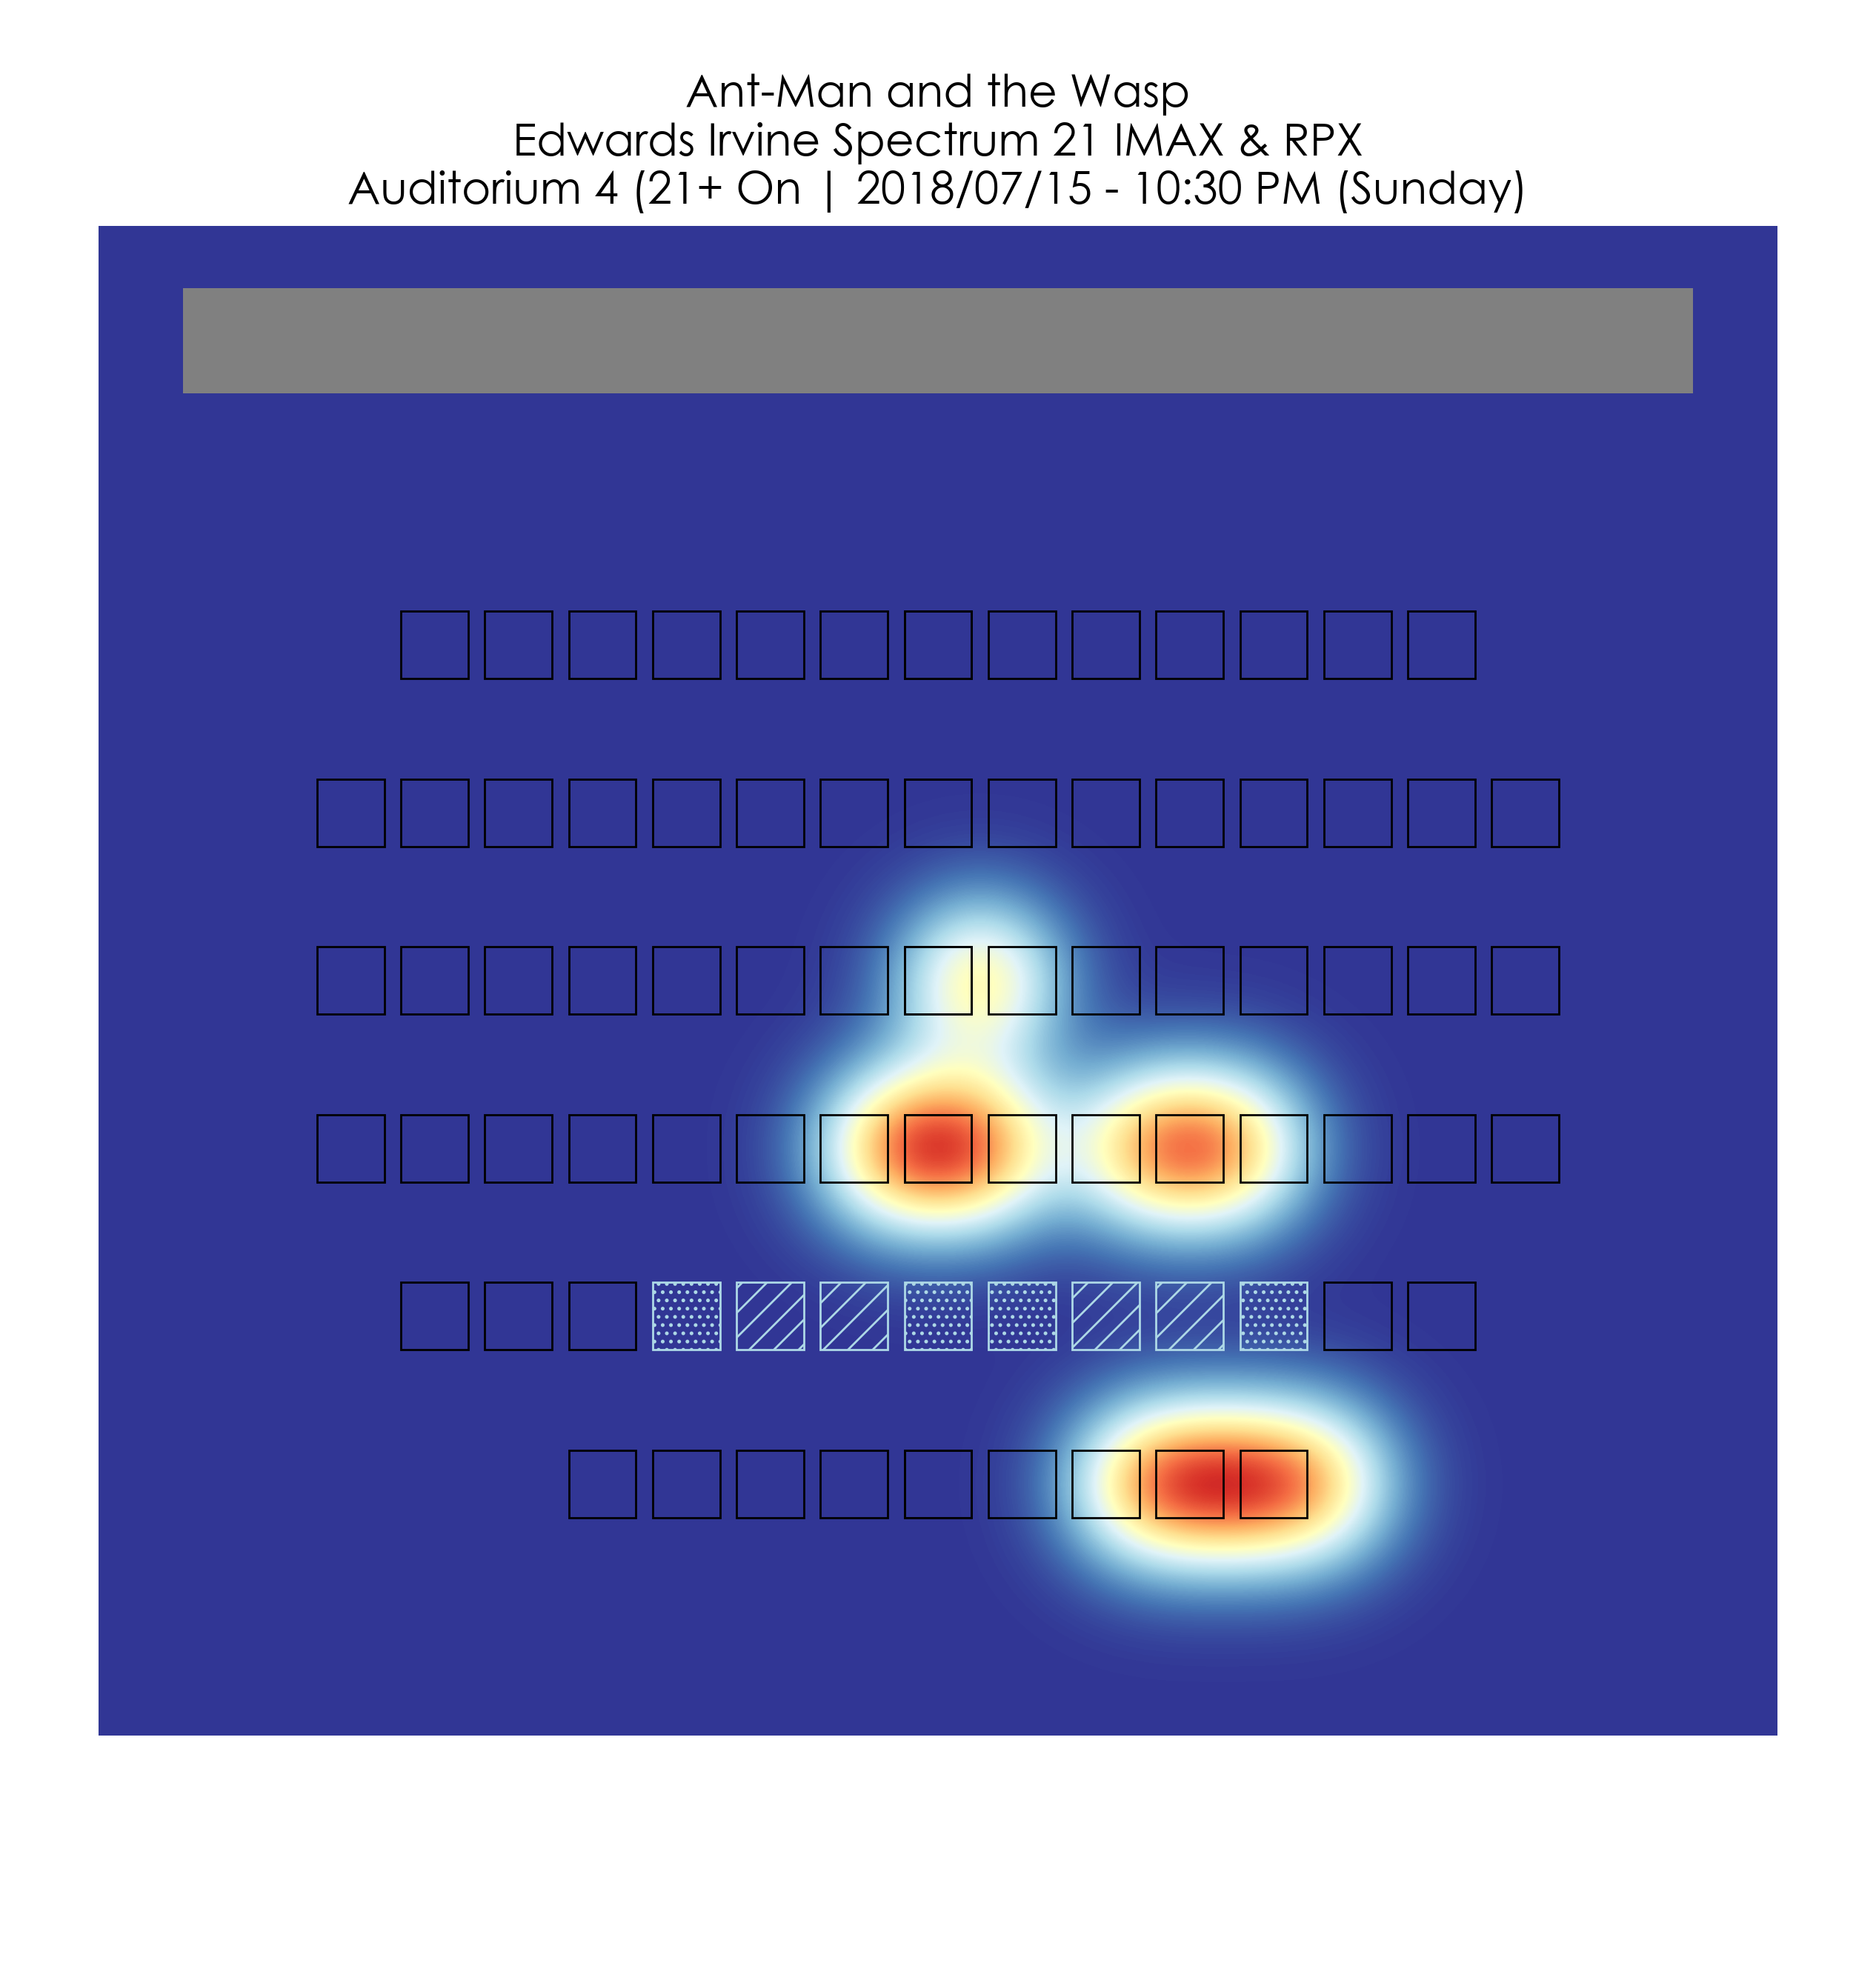 Ant-Man and the Wasp
Edwards Irvine Spectrum 21 IMAX & RPX
Auditorium 4 (21+ On | 2018/07/15 - 10:30 PM (Sunday)